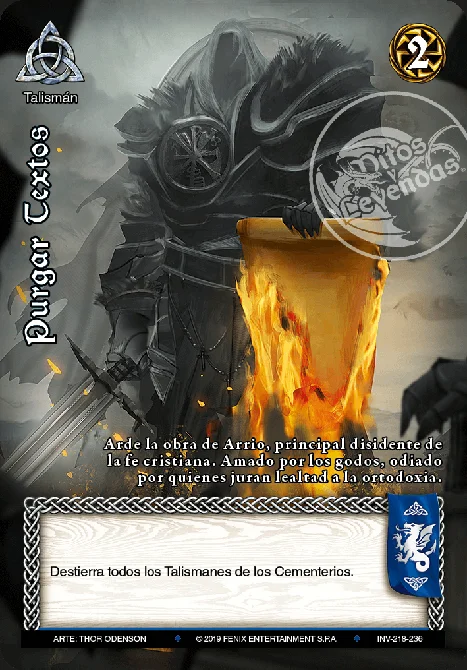 Talismán
2
Mitos y
Leyendas
Purgar Textos
Arde la obra de Arrio, principal disidente de
la fe cristiana. Amado por los godos, odiado
por quienes juran lealtad a la ortodoxia.
Destierra todos los Talismanes de los Cementerios.
ARTE: THOR ODENSON © 2019 FENIX ENTERTAINMENT S.P.A INV-218-236